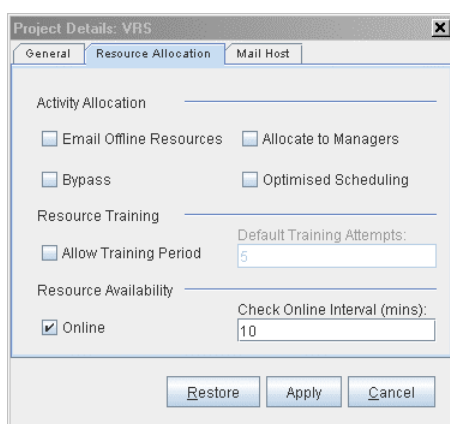 Project Details: VRS
General Resource Allocation Mail Host
Activity Allocation
Email Offline Resources Allocate to Managers
Bypass Optimised Scheduling
Resource Training
Default Training Attempts:
Allow Training Period 5
Resource Availability
Check Online Interval (mins):
Online 10
Restore Apply Cancel